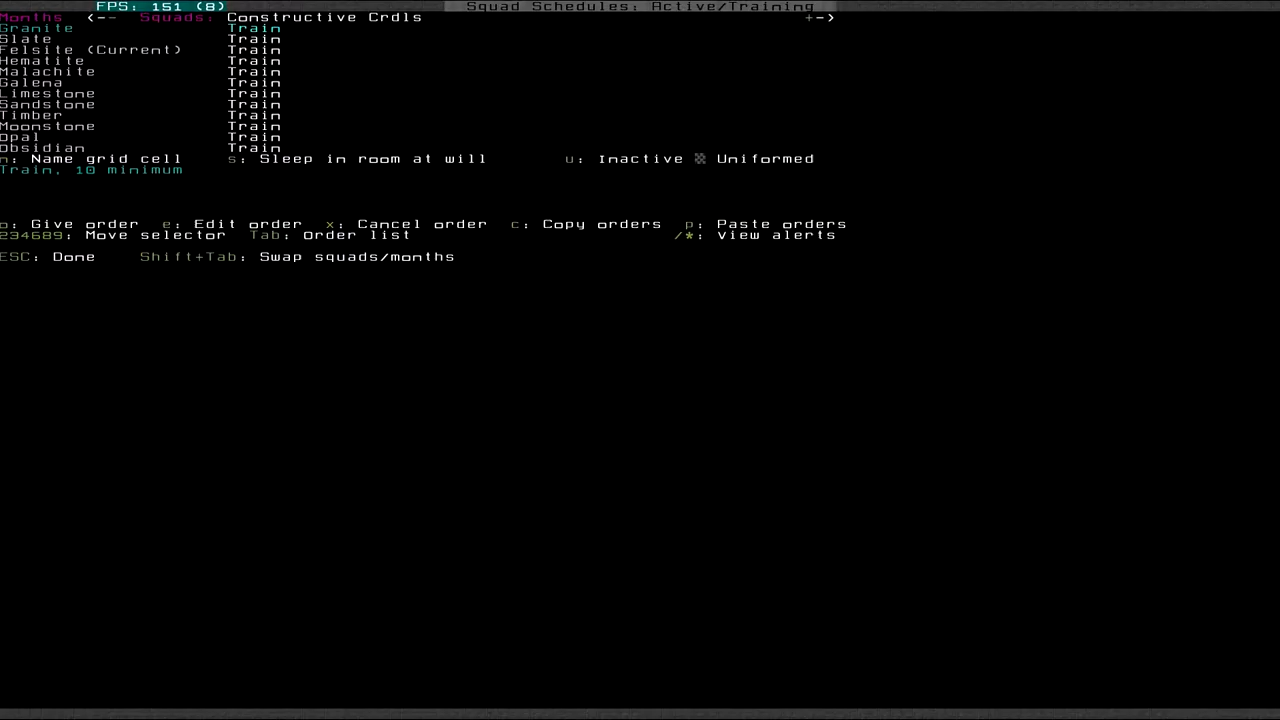 FPS: 151 (8) Squad Schedules: Active/Training
Months <-- Squads: Constructive Crdls +->
Granite Train
Slate Train
Felsite (Current) Train
Hematite Train
Malachite Train
Galena Train
Limestone Train
Sandstone Train
Timber Train
Moonstone Train
Opal Train
Obsidian Train
n: Name grid cell s: Sleep in room at will u: Inactive ▒ Uniformed
Train, 10 minimum
o: Give order e: Edit order x: Cancel order c: Copy orders p: Paste orders
234689: Move selector Tab: Order list /*: View alerts
ESC: Done Shift+Tab: Swap squads/months